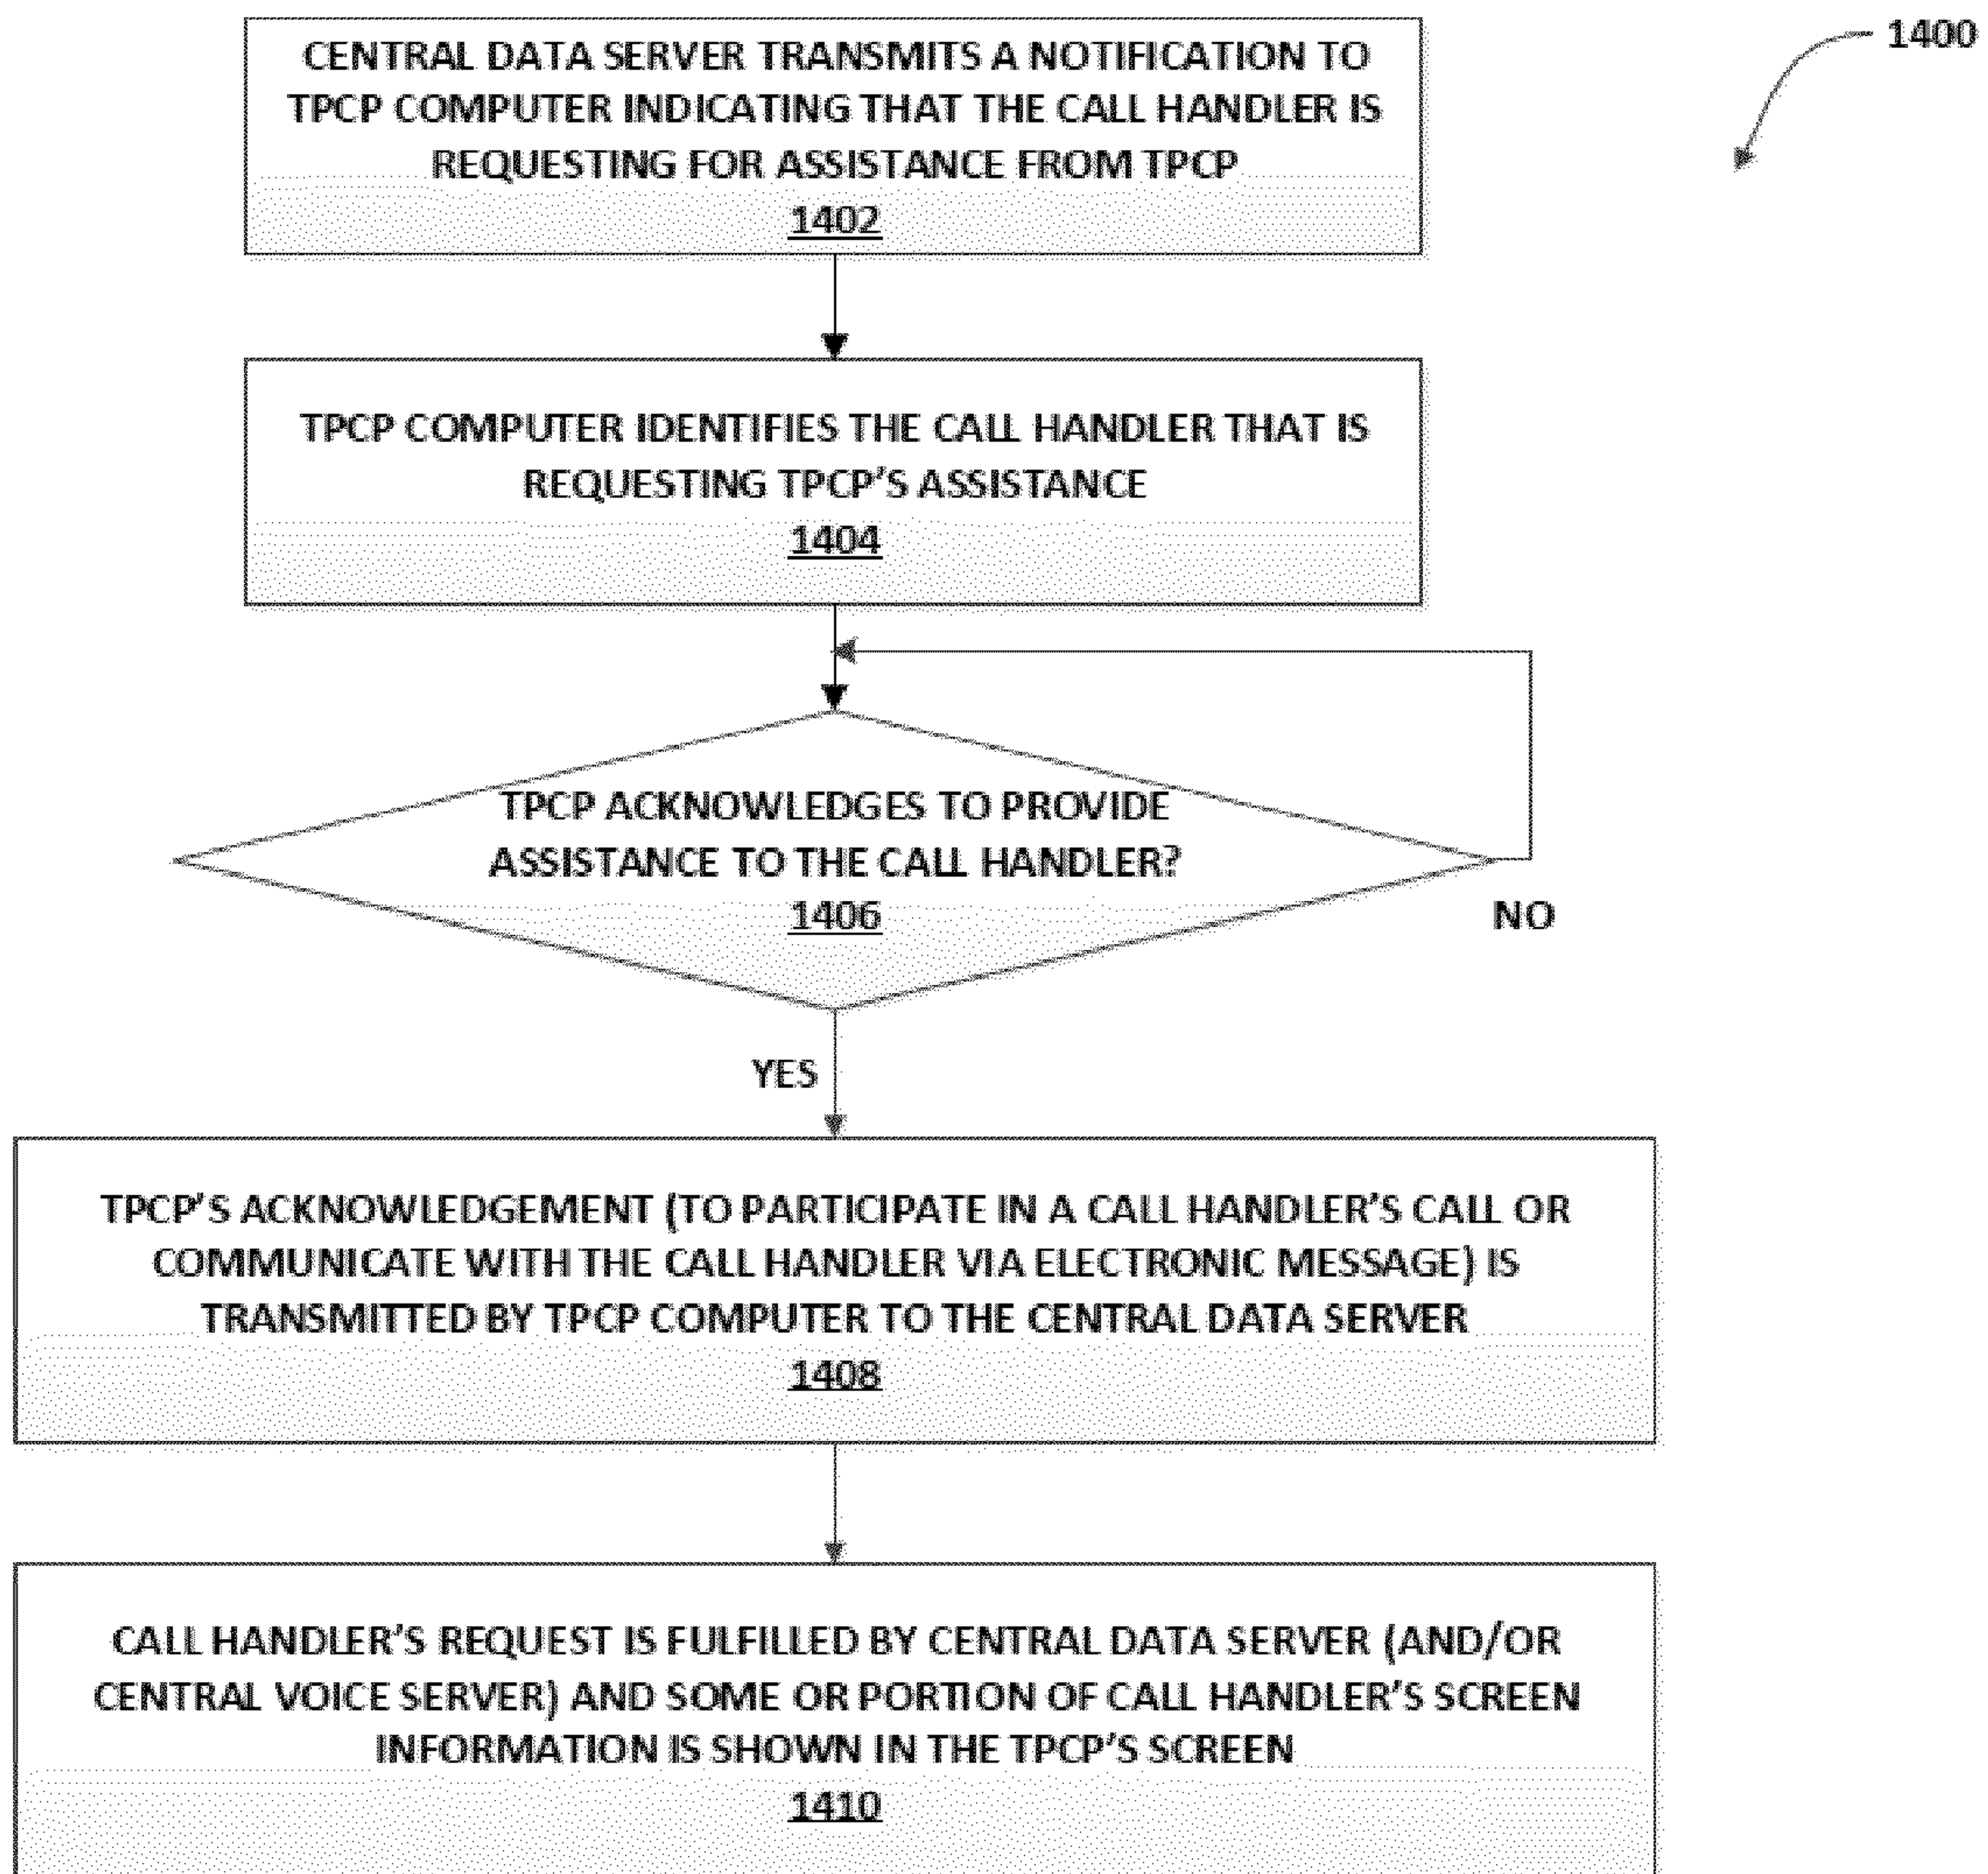 1400
CENTRAL DATA SERVER TRANSMITS A NOTIFICATION TO
TPCP COMPUTER INDICATING THAT THE CALL HANDLER IS
REQUESTING FOR ASSISTANCE FROM TPCP
1402
TPCP COMPUTER IDENTIFIES THE CALL HANDLER THAT IS
REQUESTING TPCP'S ASSISTANCE
1404
TPCP ACKNOWLEDGES TO PROVIDE
ASSISTANCE TO THE CALL HANDLER?
1406
NO
YES
TPCP'S ACKNOWLEDGEMENT (TO PARTICIPATE IN A CALL HANDLER'S CALL OR
COMMUNICATE WITH THE CALL HANDLER VIA ELECTRONIC MESSAGE) IS
TRANSMITTED BY TPCP COMPUTER TO THE CENTRAL DATA SERVER
1408
CALL HANDLER'S REQUEST IS FULFILLED BY CENTRAL DATA SERVER (AND/OR
CENTRAL VOICE SERVER) AND SOME OR PORTION OF CALL HANDLER'S SCREEN
INFORMATION IS SHOWN IN THE TPCP'S SCREEN
1410